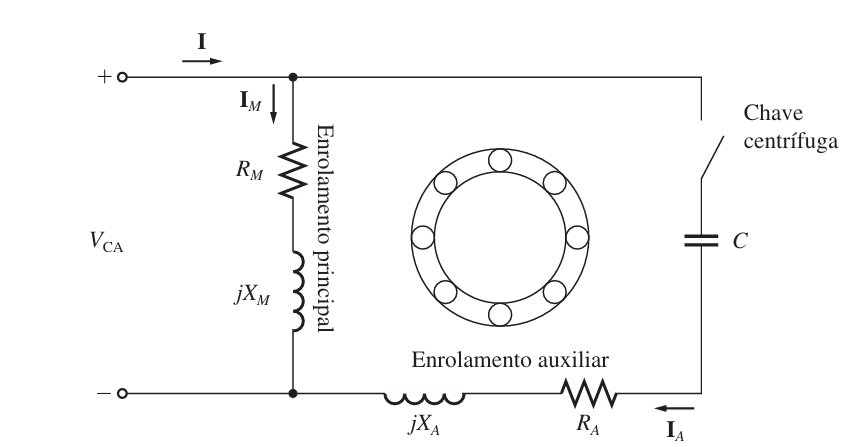 I
+
I_M
Chave
centrífuga
R_M
Enrolamento principal
V_CA
C
jX_M
Enrolamento auxiliar
−
jX_A
R_A
I_A